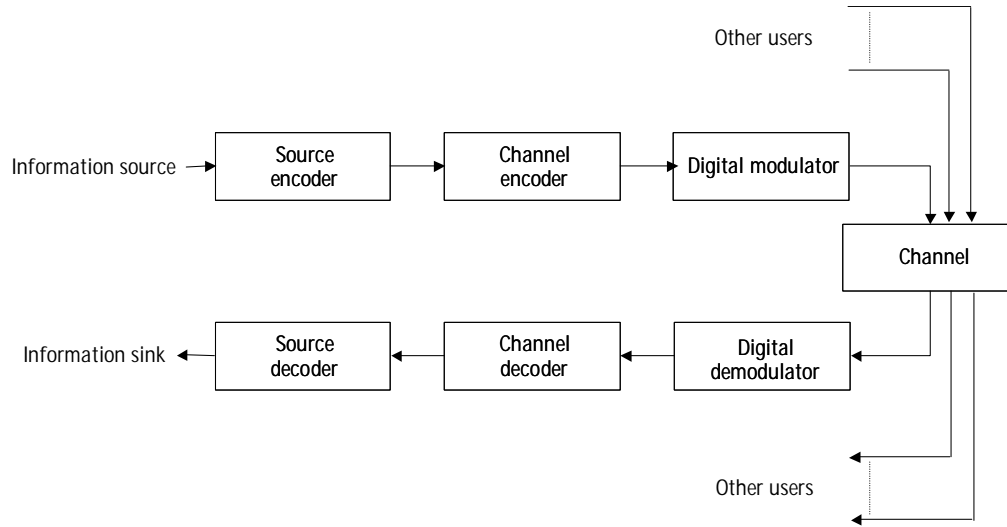 Other users
Information source
Source
encoder
Channel
encoder
Digital modulator
Channel
Information sink
Source
decoder
Channel
decoder
Digital
demodulator
Other users